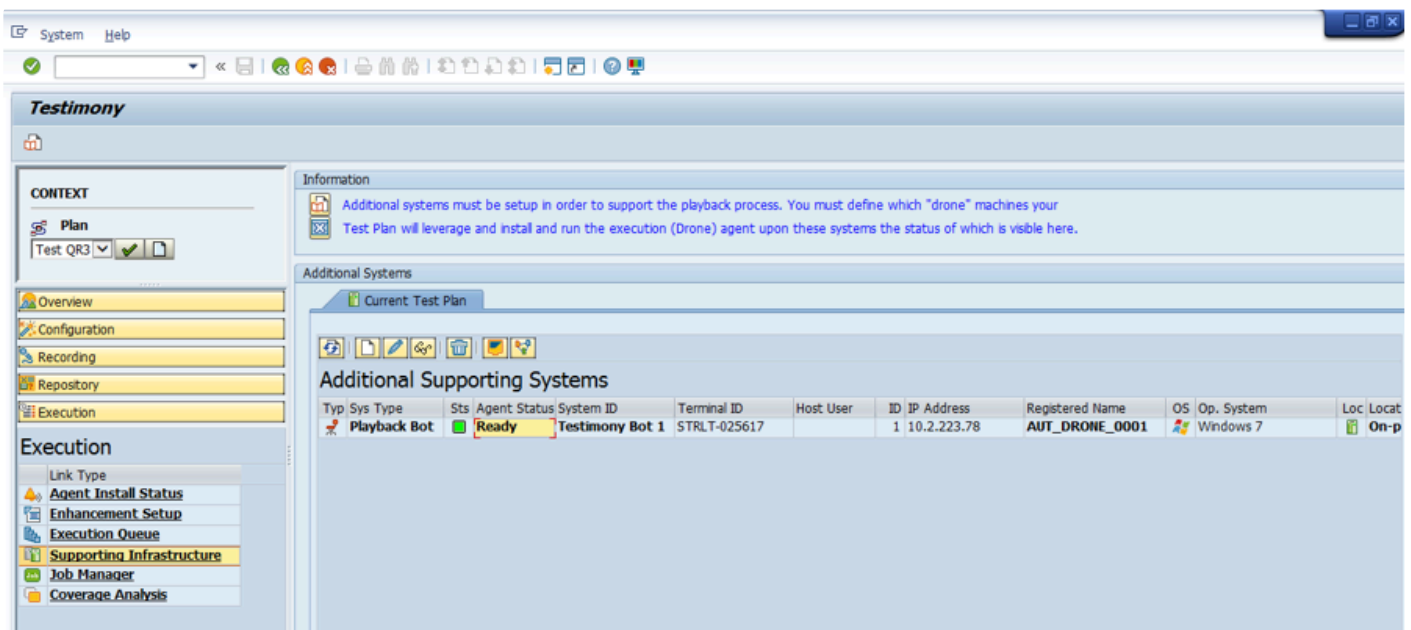 System Help
Testimony
CONTEXT
Plan
Test QR3
Overview
Configuration
Recording
Repository
Execution
Execution
Link Type
Agent Install Status
Enhancement Setup
Execution Queue
Supporting Infrastructure
Job Manager
Coverage Analysis
Information
Additional systems must be setup in order to support the playback process. You must define which "drone" machines your
Test Plan will leverage and install and run the execution (Drone) agent upon these systems the status of which is visible here.
Additional Systems
Current Test Plan
Additional Supporting Systems
Typ Sys Type Sts Agent Status System ID Terminal ID Host User ID IP Address Registered Name OS Op. System Loc Locat
Playback Bot Ready Testimony Bot 1 STRLT-025617 1 10.2.223.78 AUT_DRONE_0001 Windows 7 On-p